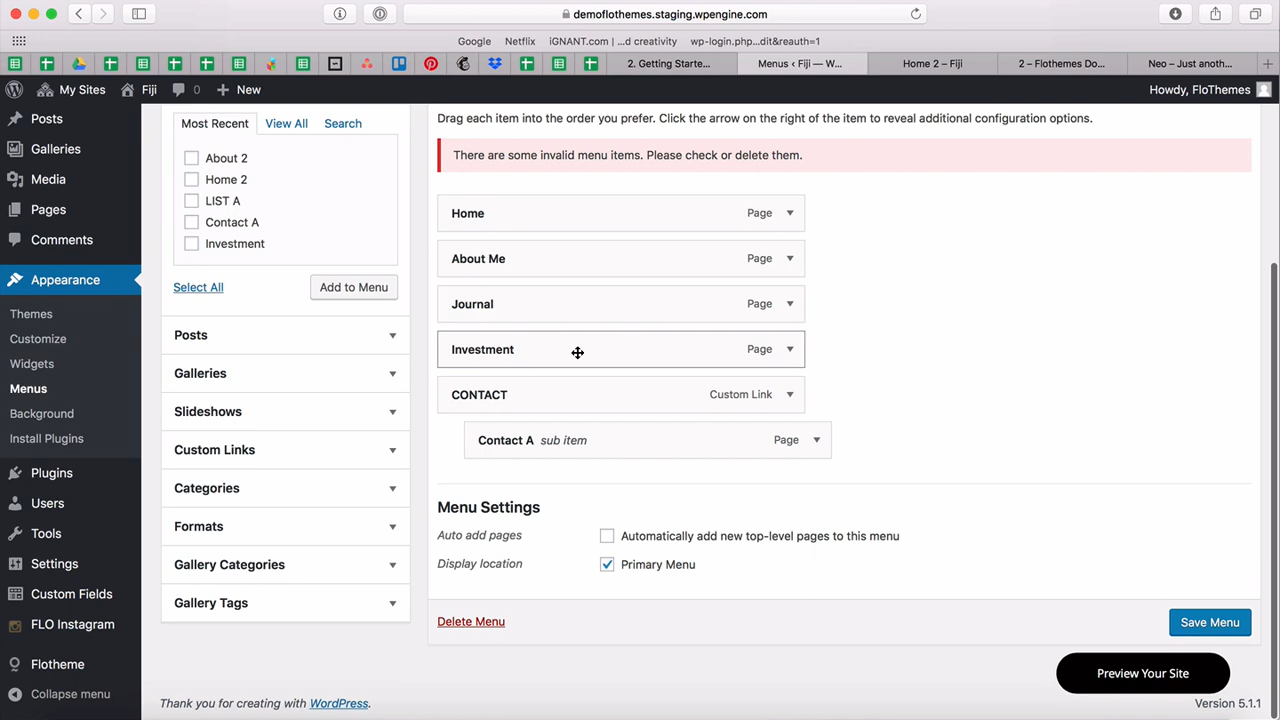 demoflothemes.staging.wpengine.com
Google
Netflix
iGNANT.com | ...d creativity
wp-login.php...dit&reauth=1
2. Getting Starte...
Menus ‹ Fiji — W...
Home 2 – Fiji
2 – Flothemes Do...
Neo – Just anoth...
My Sites
Fiji
0
New
Howdy, FloThemes
Posts
Galleries
Media
Pages
Comments
Appearance
Themes
Customize
Widgets
Menus
Background
Install Plugins
Plugins
Users
Tools
Settings
Custom Fields
FLO Instagram
Flotheme
Collapse menu
Most Recent
View All
Search
About 2
Home 2
LIST A
Contact A
Investment
Select All
Add to Menu
Posts
Galleries
Slideshows
Custom Links
Categories
Formats
Gallery Categories
Gallery Tags
Drag each item into the order you prefer. Click the arrow on the right of the item to reveal additional configuration options.
There are some invalid menu items. Please check or delete them.
Home Page
About Me Page
Journal Page
Investment Page
CONTACT Custom Link
Contact A sub item Page
Menu Settings
Auto add pages
Automatically add new top-level pages to this menu
Display location
Primary Menu
Delete Menu
Save Menu
Preview Your Site
Thank you for creating with WordPress.
Version 5.1.1